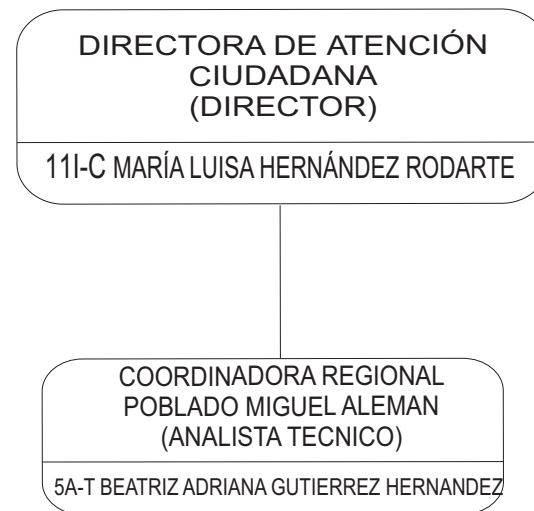 DIRECTORA DE ATENCIÓN
CIUDADANA
(DIRECTOR)
11I-C MARÍA LUISA HERNÁNDEZ RODARTE
COORDINADORA REGIONAL
POBLADO MIGUEL ALEMAN
(ANALISTA TECNICO)
5A-T BEATRIZ ADRIANA GUTIERREZ HERNANDEZ